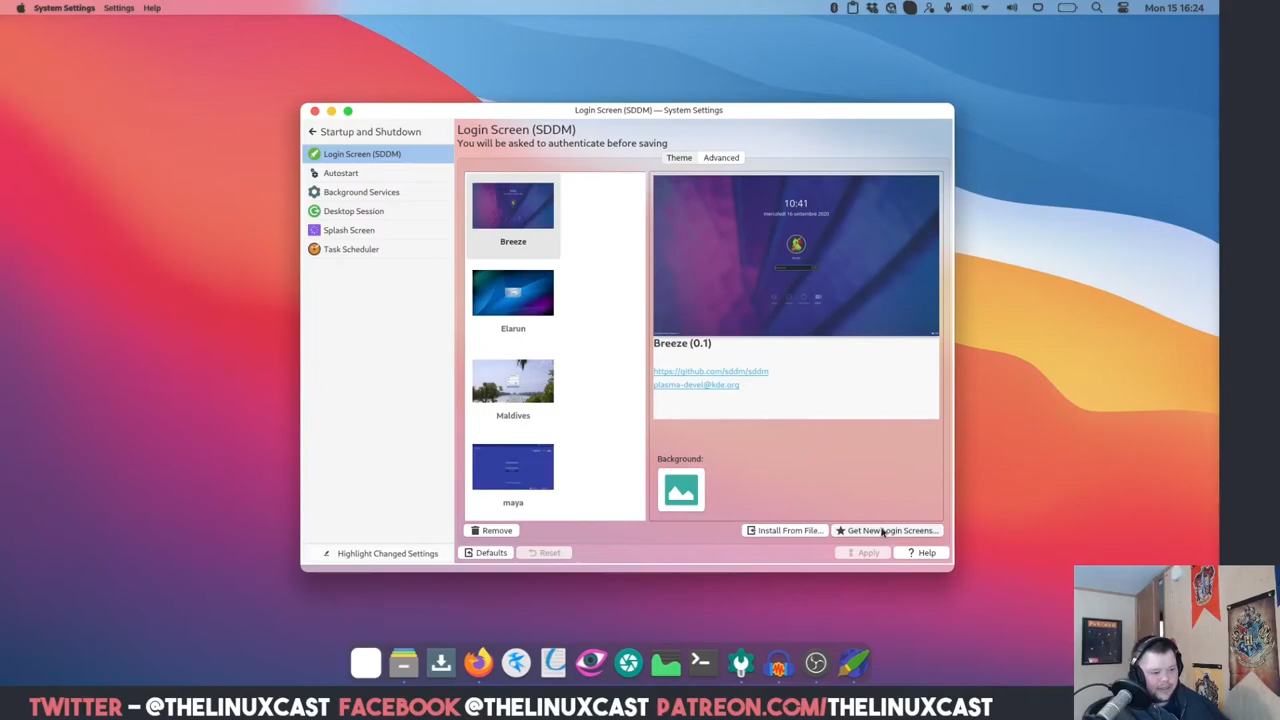 System Settings Settings Help
Mon 15 16:24
Login Screen (SDDM) — System Settings
Startup and Shutdown
Login Screen (SDDM)
Autostart
Background Services
Desktop Session
Splash Screen
Task Scheduler
Highlight Changed Settings
Login Screen (SDDM)
You will be asked to authenticate before saving
Theme Advanced
Breeze
Elarun
Maldives
maya
10:41
mercoledì 16 settembre 2020
Breeze (0.1)
https://github.com/sddm/sddm
plasma-devel@kde.org
Background:
Remove
Install From File...
Get New Login Screens...
Defaults
Reset
Apply
? Help
TWITTER – @THELINUXCAST FACEBOOK @THELINUXCAST PATREON.COM/THELINUXCAST